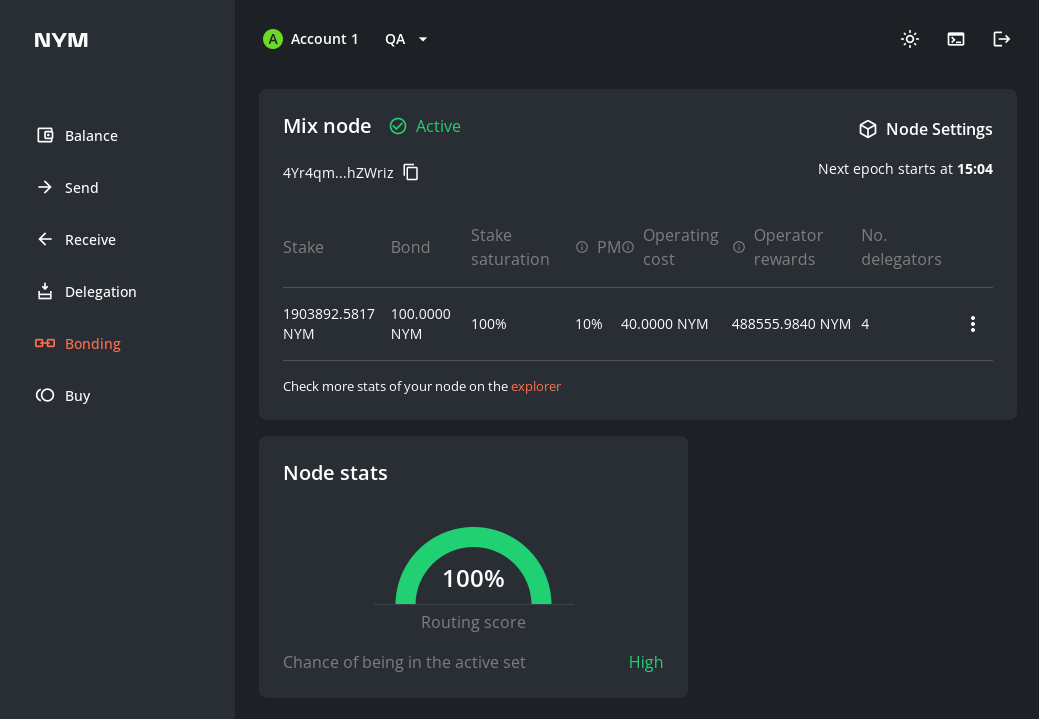 NYM
A Account 1 QA
Balance
Send
Receive
Delegation
Bonding
Buy
Mix node Active
Node Settings
4Yr4qm...hZWriz
Next epoch starts at 15:04
Stake Bond Stake saturation PM Operating cost Operator rewards No. delegators
1903892.5817 NYM 100.0000 NYM 100% 10% 40.0000 NYM 488555.9840 NYM 4
Check more stats of your node on the explorer
Node stats
100%
Routing score
Chance of being in the active set High